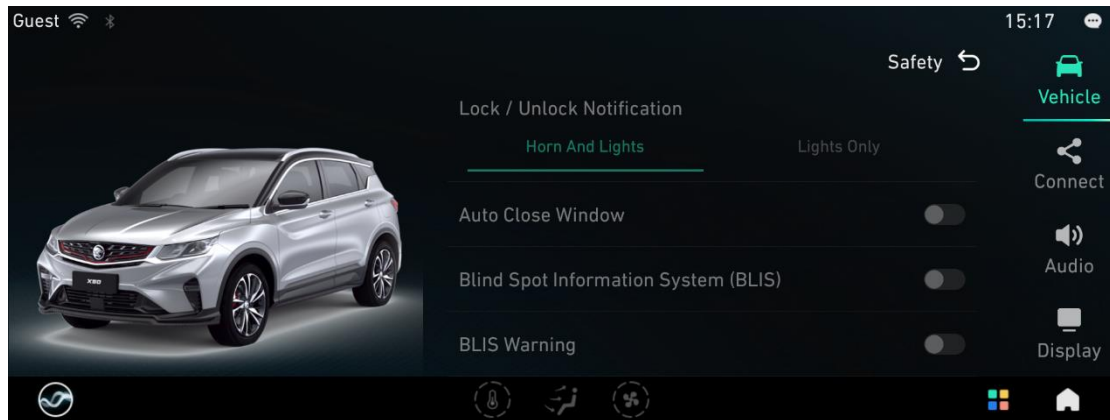 Guest
15:17
Safety
Vehicle
Lock / Unlock Notification
Horn And Lights
Lights Only
Connect
Auto Close Window
Audio
Blind Spot Information System (BLIS)
BLIS Warning
Display
X50